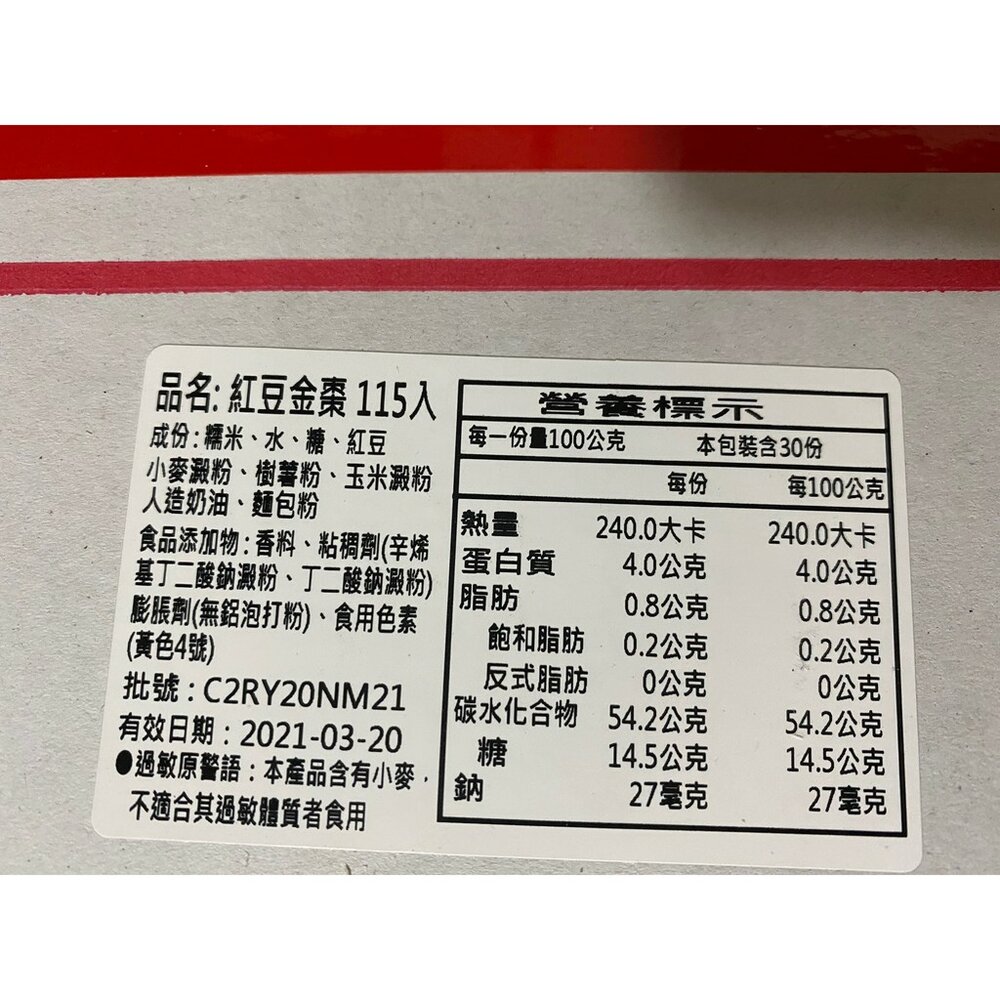 品名: 紅豆金棗 115入
成份: 糯米、水、糖、紅豆
小麥澱粉、樹薯粉、玉米澱粉
人造奶油、麵包粉
食品添加物: 香料、粘稠劑(辛烯
基丁二酸鈉澱粉、丁二酸鈉澱粉)
膨脹劑(無鋁泡打粉)、食用色素
(黃色4號)
批號: C2RY20NM21
有效日期: 2021-03-20
●過敏原警語: 本產品含有小麥,
不適合其過敏體質者食用
營養標示
每一份量100公克 本包裝含30份
每份 每100公克
熱量 240.0大卡 240.0大卡
蛋白質 4.0公克 4.0公克
脂肪 0.8公克 0.8公克
飽和脂肪 0.2公克 0.2公克
反式脂肪 0公克 0公克
碳水化合物 54.2公克 54.2公克
糖 14.5公克 14.5公克
鈉 27毫克 27毫克